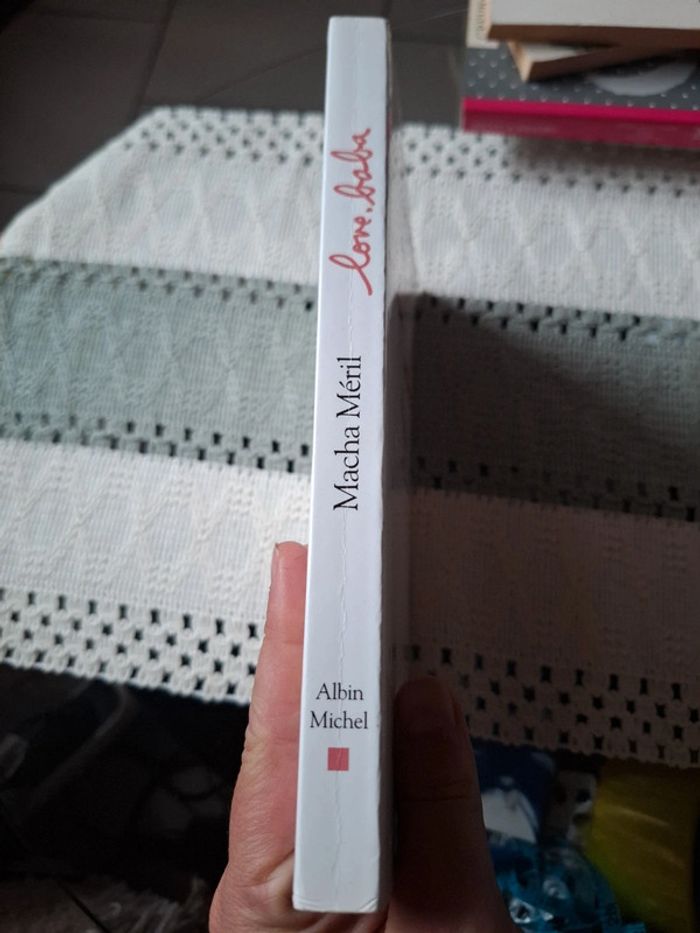 love, baba
Macha Méril
Albin
Michel